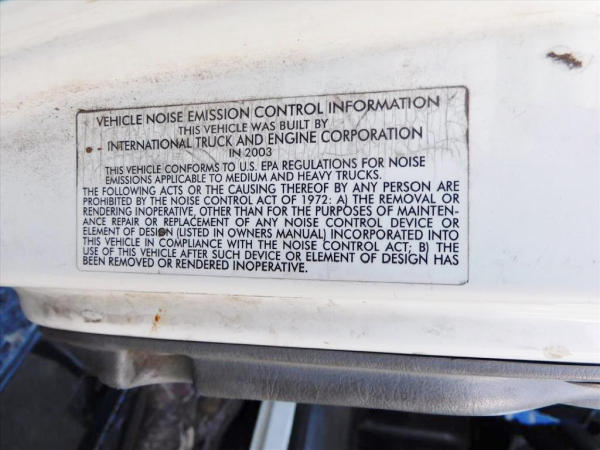 VEHICLE NOISE EMISSION CONTROL INFORMATION
THIS VEHICLE WAS BUILT BY
INTERNATIONAL TRUCK AND ENGINE CORPORATION
IN 2003
THIS VEHICLE CONFORMS TO U.S. EPA REGULATIONS FOR NOISE
EMISSIONS APPLICABLE TO MEDIUM AND HEAVY TRUCKS.
THE FOLLOWING ACTS OR THE CAUSING THEREOF BY ANY PERSON ARE
PROHIBITED BY THE NOISE CONTROL ACT OF 1972: A) THE REMOVAL OR
RENDERING INOPERATIVE, OTHER THAN FOR THE PURPOSES OF MAINTEN-
ANCE REPAIR OR REPLACEMENT OF ANY NOISE CONTROL DEVICE OR
ELEMENT OF DESIGN (LISTED IN OWNERS MANUAL) INCORPORATED INTO
THIS VEHICLE IN COMPLIANCE WITH THE NOISE CONTROL ACT; B) THE
USE OF THIS VEHICLE AFTER SUCH DEVICE OR ELEMENT OF DESIGN HAS
BEEN REMOVED OR RENDERED INOPERATIVE.